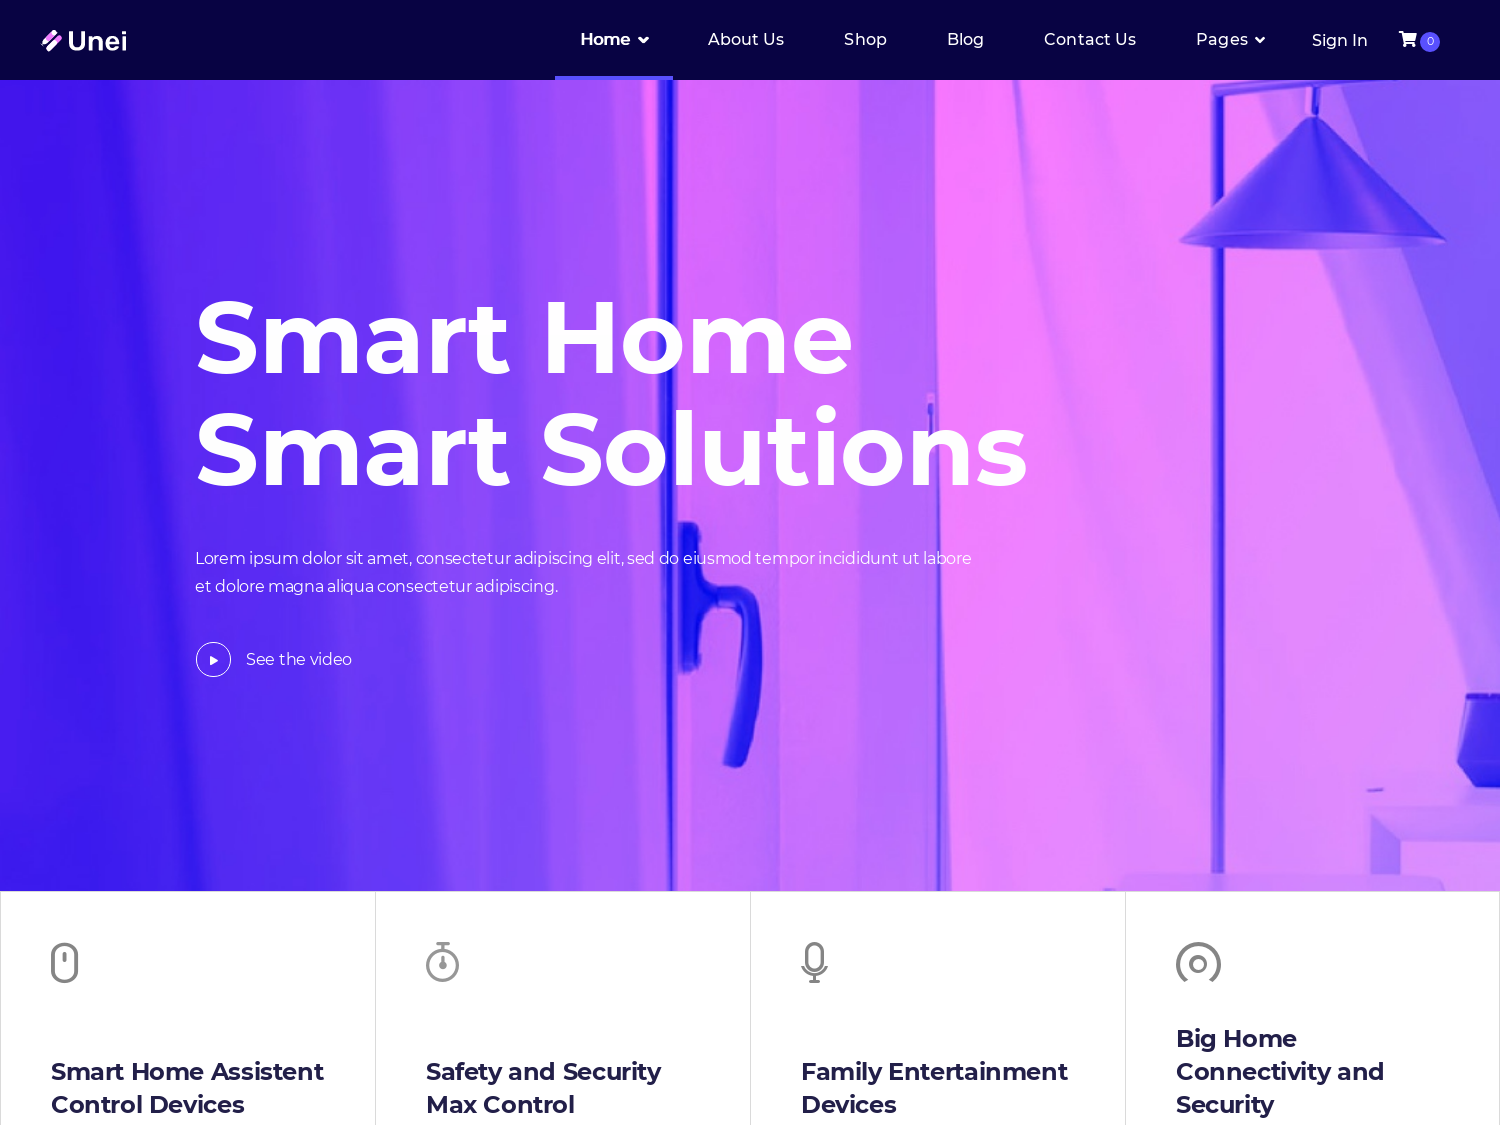 Unei
Home
About Us
Shop
Blog
Contact Us
Pages
Sign In
0
Smart Home
Smart Solutions
Lorem ipsum dolor sit amet, consectetur adipiscing elit, sed do eiusmod tempor incididunt ut labore
et dolore magna aliqua consectetur adipiscing.
See the video
Smart Home Assistent
Control Devices
Safety and Security
Max Control
Family Entertainment
Devices
Big Home
Connectivity and
Security